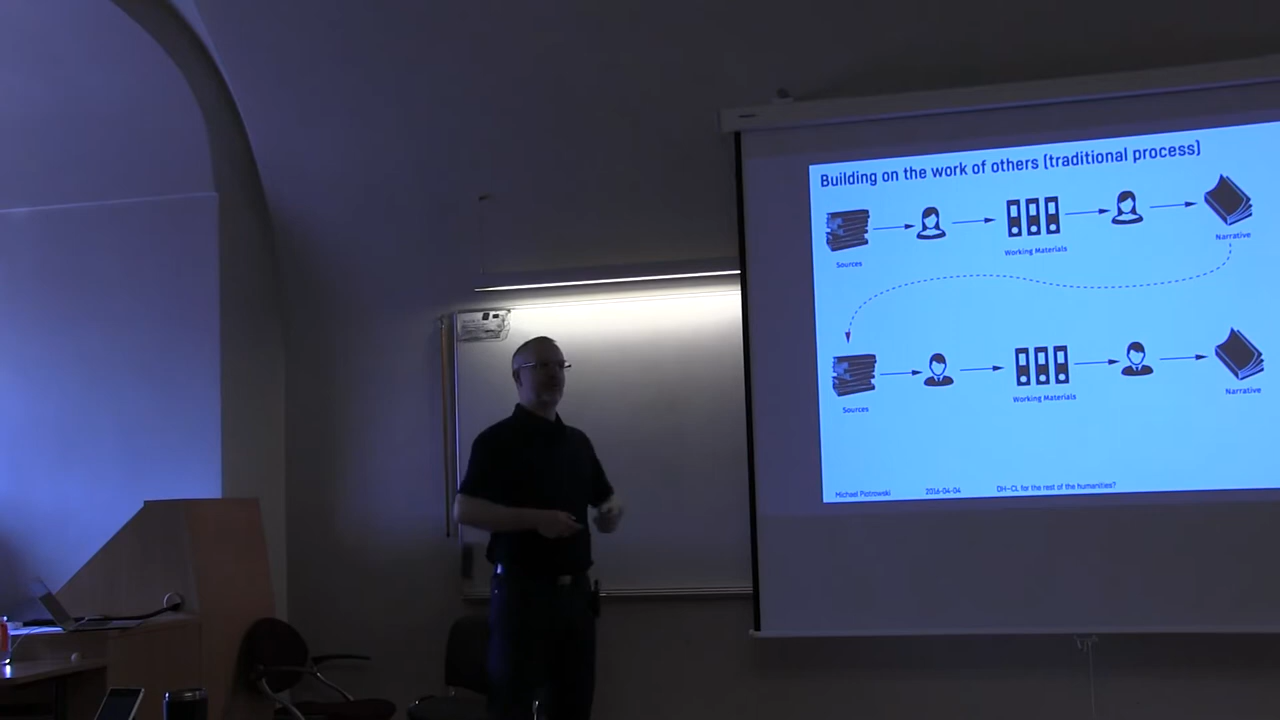 Building on the work of others (traditional process)
Sources
Working Materials
Narrative
Sources
Working Materials
Narrative
Michael Piotrowski 2016-04-04 DH–CL for the rest of the humanities?